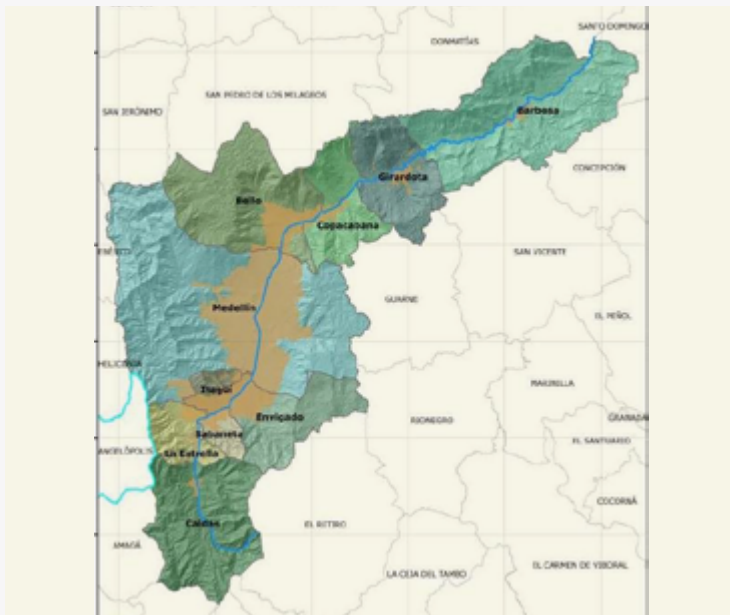 SANTO DOMINGO
DONMATÍAS
SAN PEDRO DE LOS MILAGROS
SAN JERÓNIMO
Barbosa
CONCEPCIÓN
Girardota
Bello
Copacabana
SAN VICENTE
GUARNE
Medellín
EL PEÑOL
HELICONIA
MARINILLA
Itagüí
Envigado
RIONEGRO
GRANADA
Sabaneta
EL SANTUARIO
ANGELÓPOLIS
La Estrella
COCORNÁ
Caldas
EL RETIRO
AMAGÁ
EL CARMEN DE VIBORAL
LA CEJA DEL TAMBO